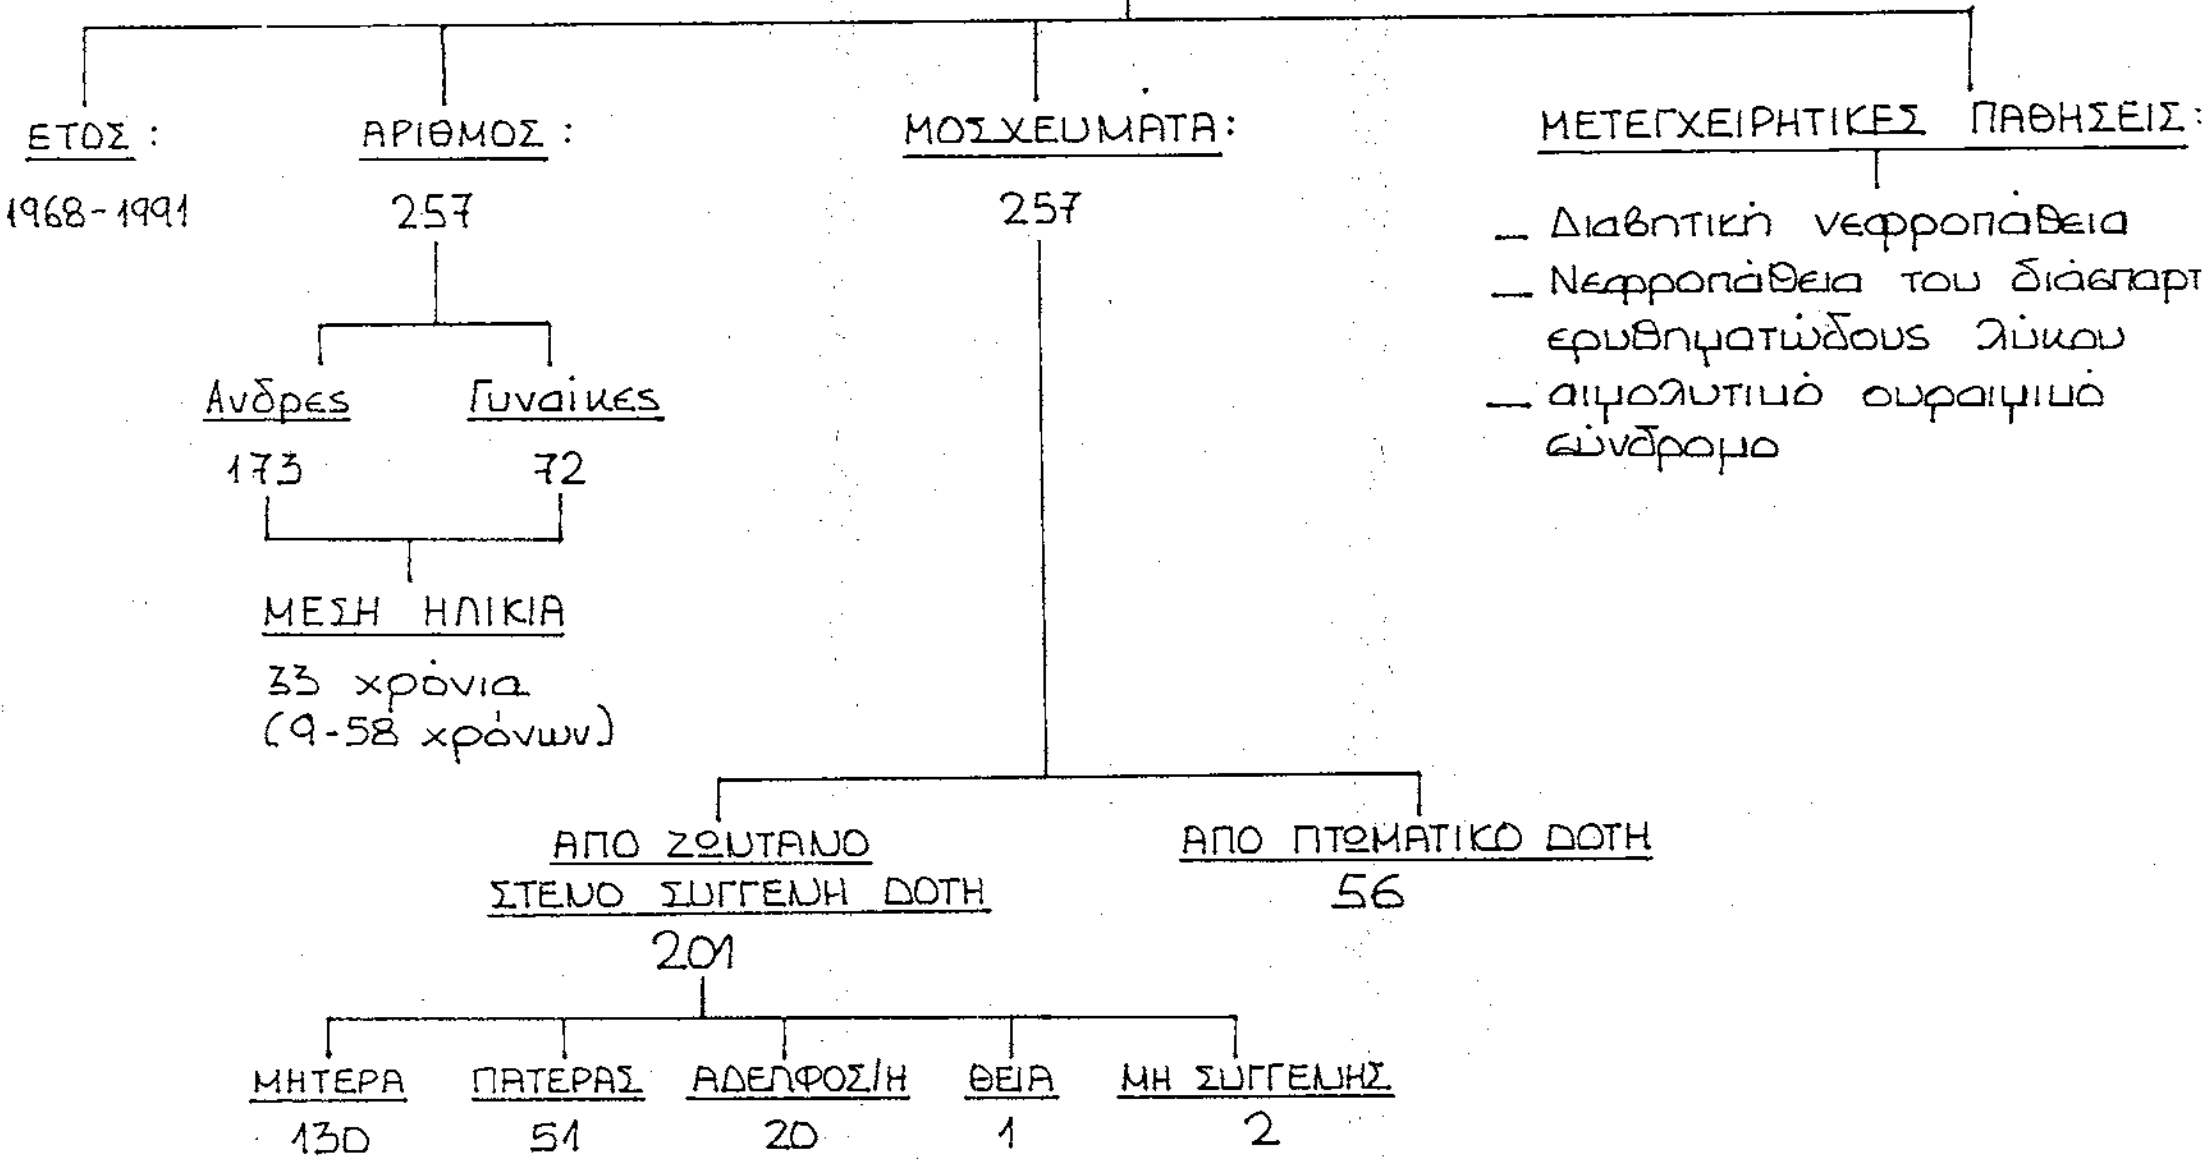 ΕΤΟΣ :
1968-1991
ΑΡΙΘΜΟΣ :
257
Ανδρες
173
Γυναίκες
72
ΜΕΣΗ ΗΛΙΚΙΑ
33 χρόνια
(9-58 χρόνων)
ΜΟΣΧΕΥΜΑΤΑ:
257
ΑΠΟ ΖΩΝΤΑΝΟ
ΣΤΕΝΟ ΣΥΓΓΕΝΗ ΔΟΤΗ
201
ΜΗΤΕΡΑ
130
ΠΑΤΕΡΑΣ
51
ΑΔΕΛΦΟΣ/Η
20
ΘΕΙΑ
1
ΜΗ ΣΥΓΓΕΝΗΣ
2
ΑΠΟ ΠΤΩΜΑΤΙΚΟ ΔΟΤΗ
56
ΜΕΤΕΓΧΕΙΡΗΤΙΚΕΣ ΠΑΘΗΣΕΙΣ:
– Διαβητική νεφροπάθεια
– Νεφροπάθεια του διάσπαρτ
ερυθηματώδους λύκου
– αιμολυτικό ουραιμικό
σύνδρομο